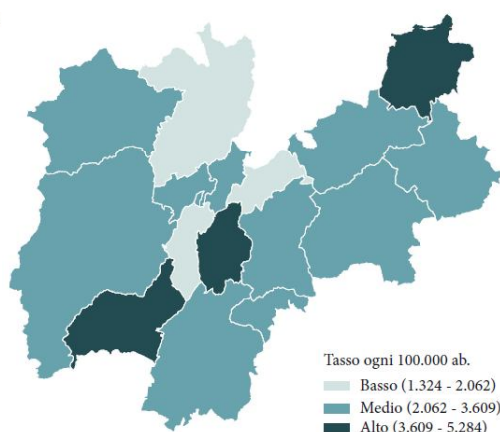 Tasso ogni 100.000 ab.
Basso (1.324 - 2.062)
Medio (2.062 - 3.609)
Alto (3.609 - 5.284)